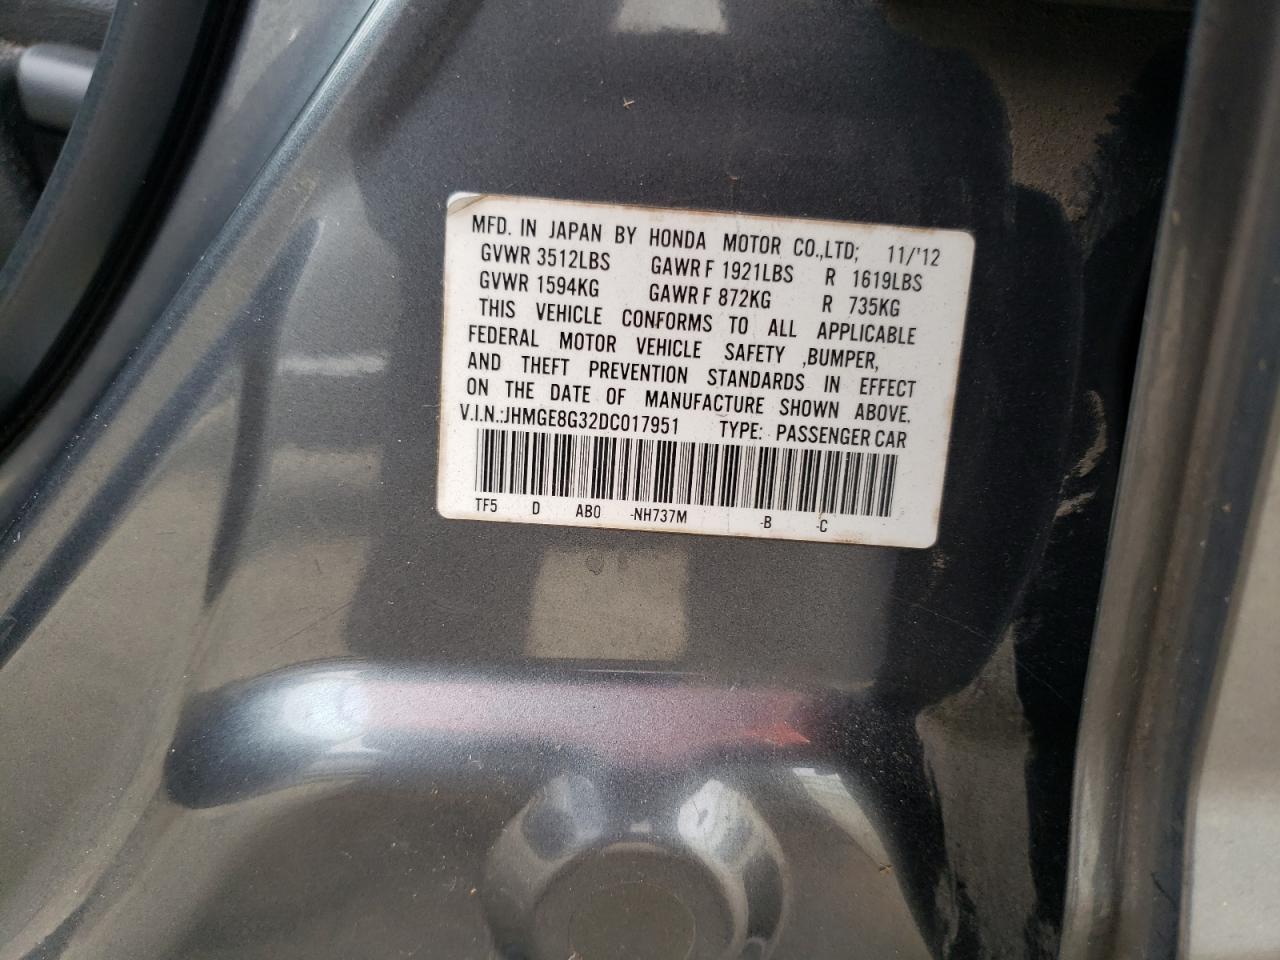 MFD. IN JAPAN BY HONDA MOTOR CO.,LTD; 11/'12
GVWR 3512LBS GAWR F 1921LBS R 1619LBS
GVWR 1594KG GAWR F 872KG R 735KG
THIS VEHICLE CONFORMS TO ALL APPLICABLE
FEDERAL MOTOR VEHICLE SAFETY ,BUMPER,
AND THEFT PREVENTION STANDARDS IN EFFECT
ON THE DATE OF MANUFACTURE SHOWN ABOVE.
V.I.N.:JHMGE8G32DC017951 TYPE: PASSENGER CAR
TF5 D AB0 -NH737M -B -C